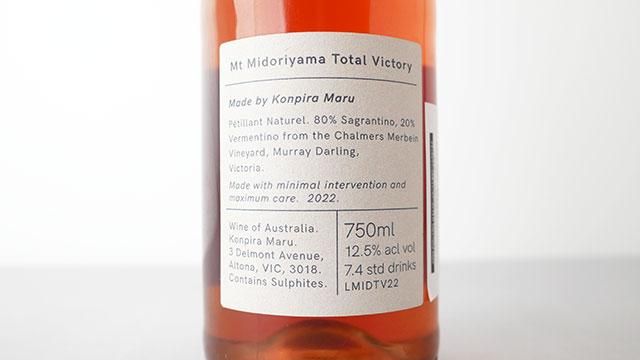 Mt Midoriyama Total Victory
Made by Konpira Maru
Pétillant Naturel. 80% Sagrantino, 20%
Vermentino from the Chalmers Merbein
Vineyard, Murray Darling,
Victoria.
Made with minimal intervention and
maximum care. 2022.
Wine of Australia.
Konpira Maru.
3 Delmont Avenue,
Altona, VIC, 3018.
Contains Sulphites.
750ml
12.5% acl vol
7.4 std drinks
LMIDTV22